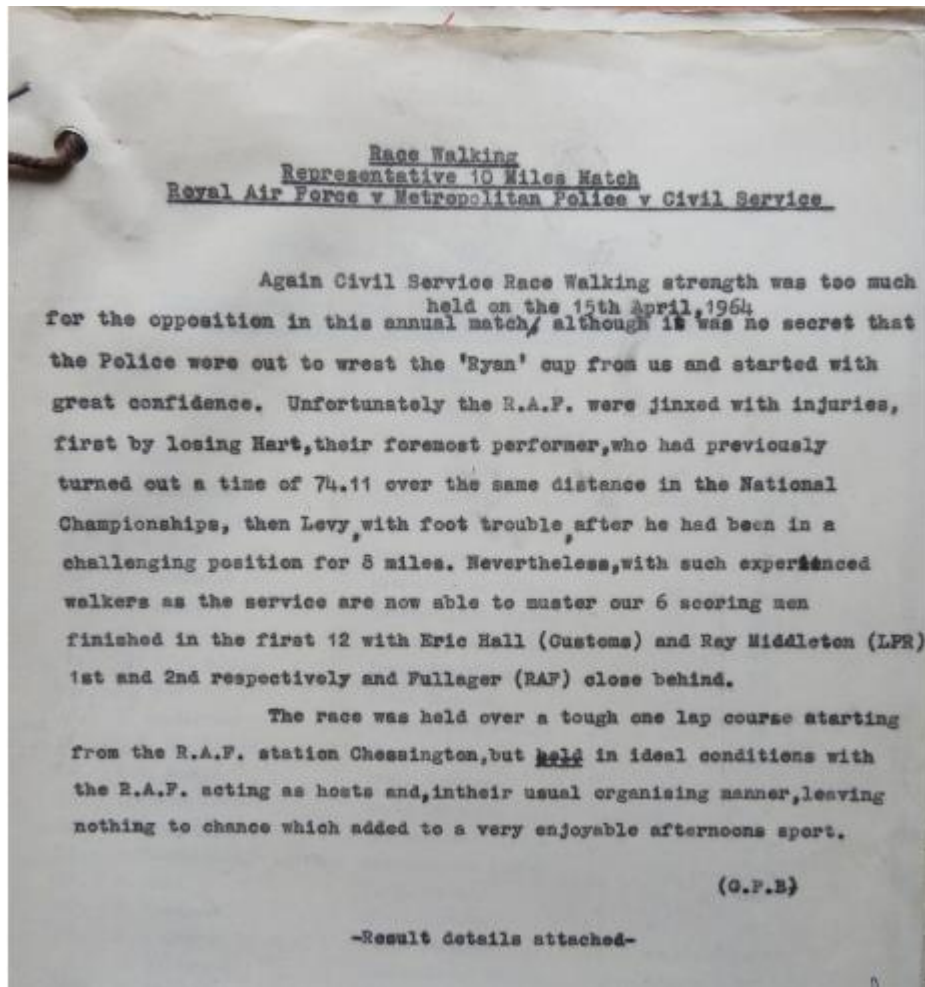 Race Walking
Representative 10 Miles Match
Royal Air Force v Metropolitan Police v Civil Service
Again Civil Service Race Walking strength was too much
held on the 15th April,1964
for the opposition in this annual match, although it was no secret that
the Police were out to wrest the 'Ryan' cup from us and started with
great confidence. Unfortunately the R.A.F. were jinxed with injuries,
first by losing Hart,their foremost performer,who had previously
turned out a time of 74.11 over the same distance in the National
Championships, then Levy,with foot trouble,after he had been in a
challenging position for 8 miles. Nevertheless,with such experienced
walkers as the service are now able to muster our 6 scoring men
finished in the first 12 with Eric Hall (Customs) and Ray Middleton (LPR)
1st and 2nd respectively and Fullager (RAF) close behind.
The race was held over a tough one lap course starting
from the R.A.F. station Chessington,but held in ideal conditions with
the R.A.F. acting as hosts and,intheir usual organising manner,leaving
nothing to chance which added to a very enjoyable afternoons sport.
(G.P.B)
-Result details attached-